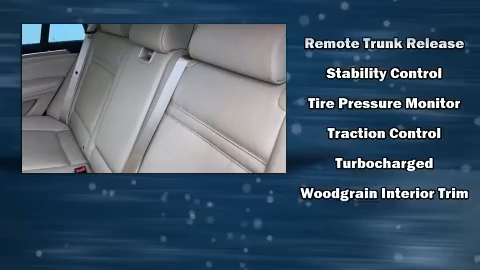 Remote Trunk Release
Stability Control
Tire Pressure Monitor
Traction Control
Turbocharged
Woodgrain Interior Trim